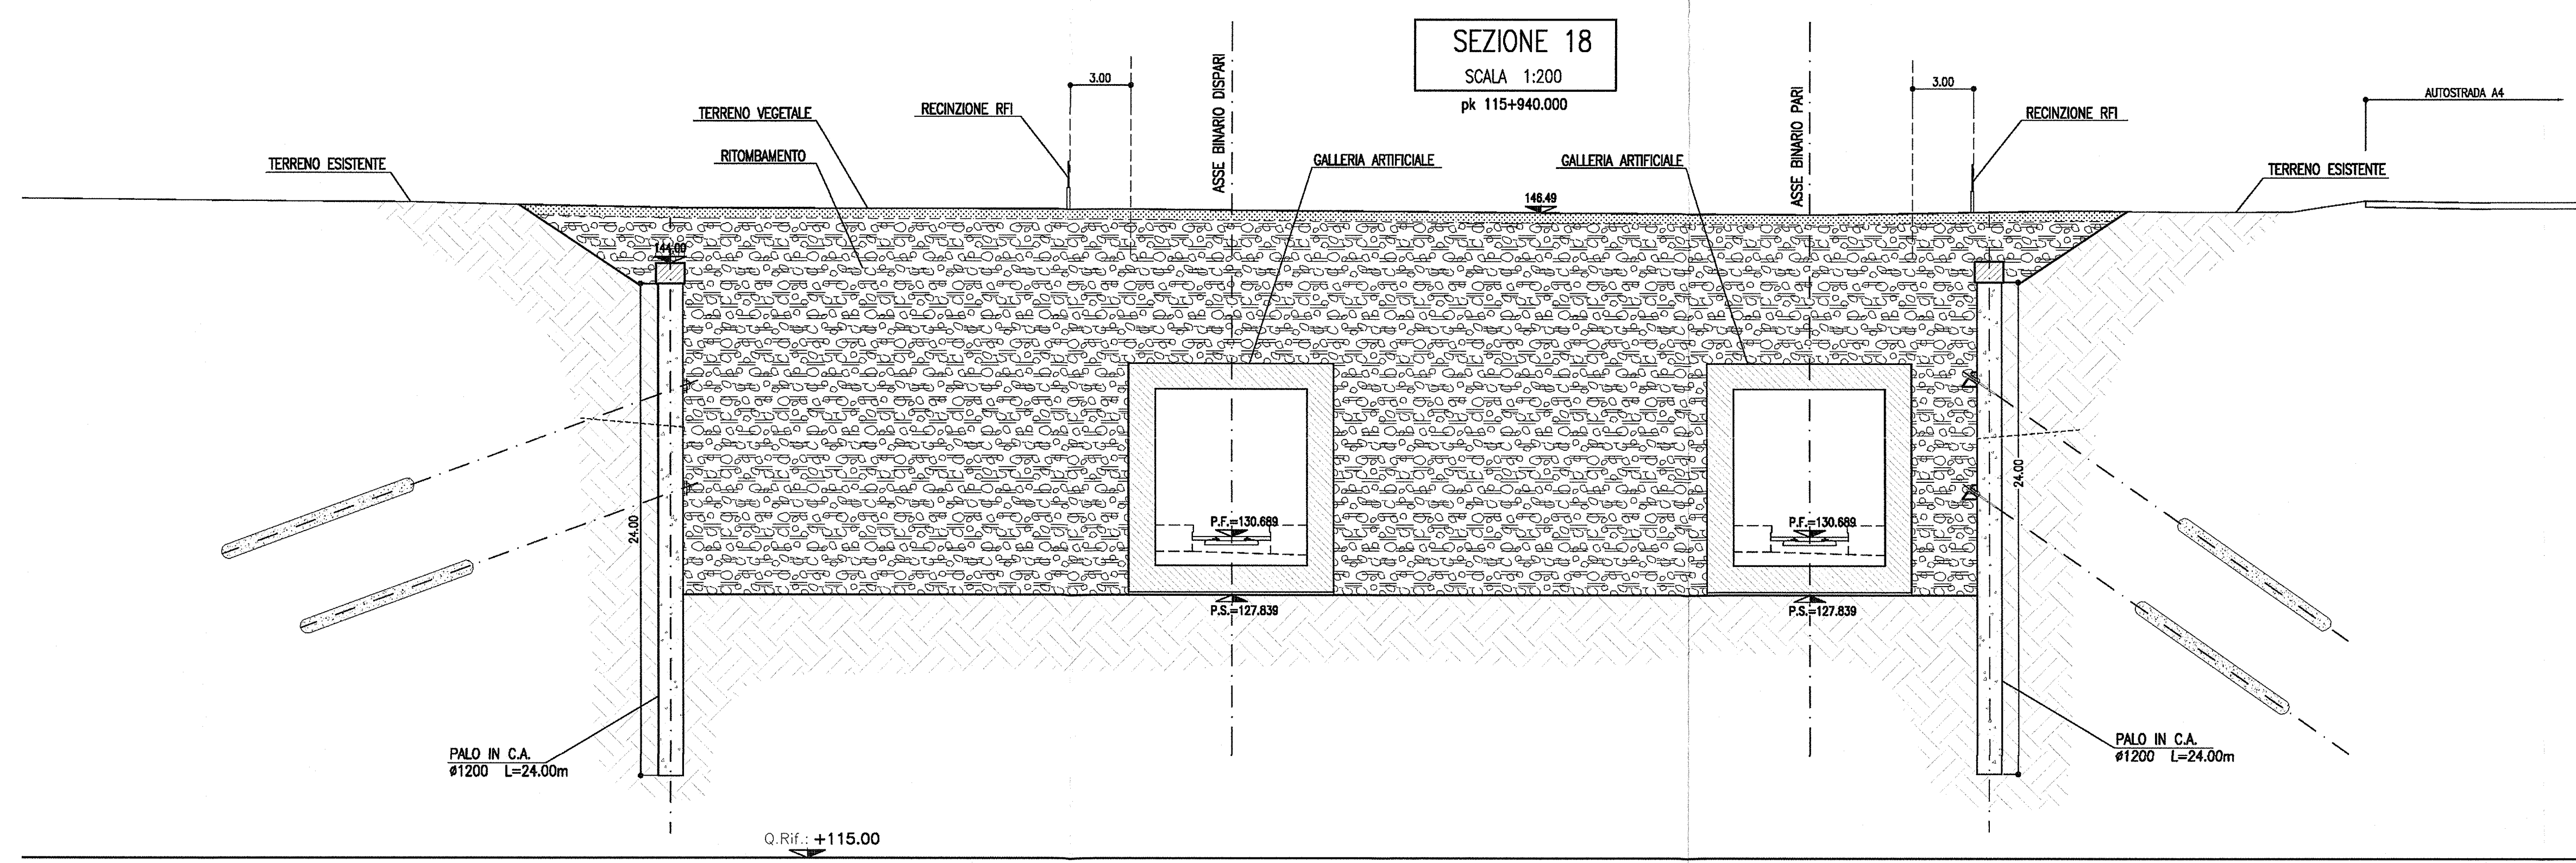 SEZIONE 18
SCALA 1:200
pk 115+940.000
ASSE BINARIO DISPARI
ASSE BINARIO PARI
3.00
3.00
AUTOSTRADA A4
TERRENO VEGETALE
RECINZIONE RFI
RECINZIONE RFI
RITOMBAMENTO
TERRENO ESISTENTE
GALLERIA ARTIFICIALE
GALLERIA ARTIFICIALE
TERRENO ESISTENTE
146.49
144.00
24.00
24.00
P.F.=130.689
P.F.=130.689
P.S.=127.839
P.S.=127.839
PALO IN C.A.
ø1200 L=24.00m
PALO IN C.A.
ø1200 L=24.00m
Q.Rif.: +115.00